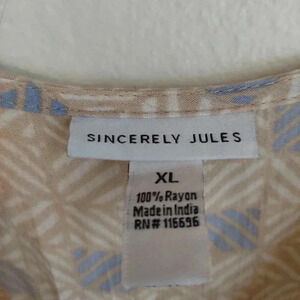 SINCERELY JULES
XL
100% Rayon
Made in India
RN# 116696